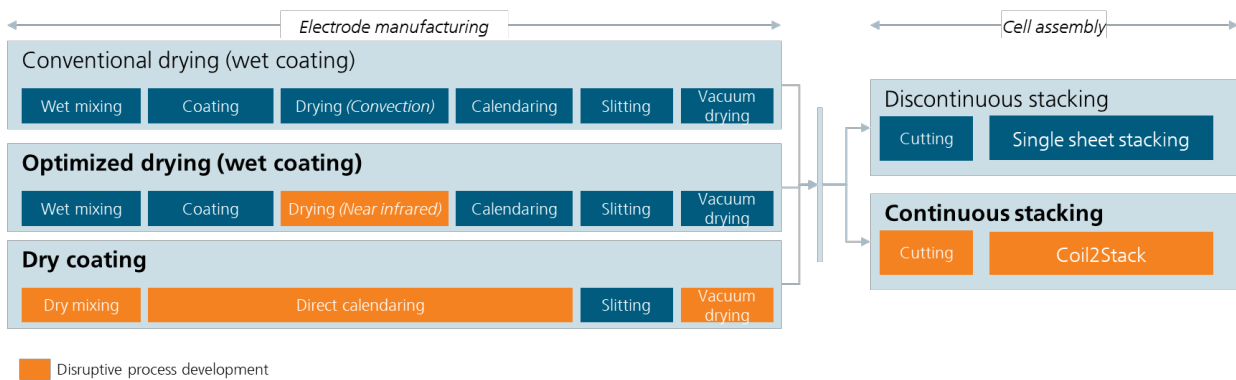 Electrode manufacturing
Cell assembly
Conventional drying (wet coating)
Wet mixing
Coating
Drying (Convection)
Calendaring
Slitting
Vacuum
drying
Optimized drying (wet coating)
Wet mixing
Coating
Drying (Near infrared)
Calendaring
Slitting
Vacuum
drying
Dry coating
Dry mixing
Direct calendaring
Slitting
Vacuum
drying
Discontinuous stacking
Cutting
Single sheet stacking
Continuous stacking
Cutting
Coil2Stack
Disruptive process development